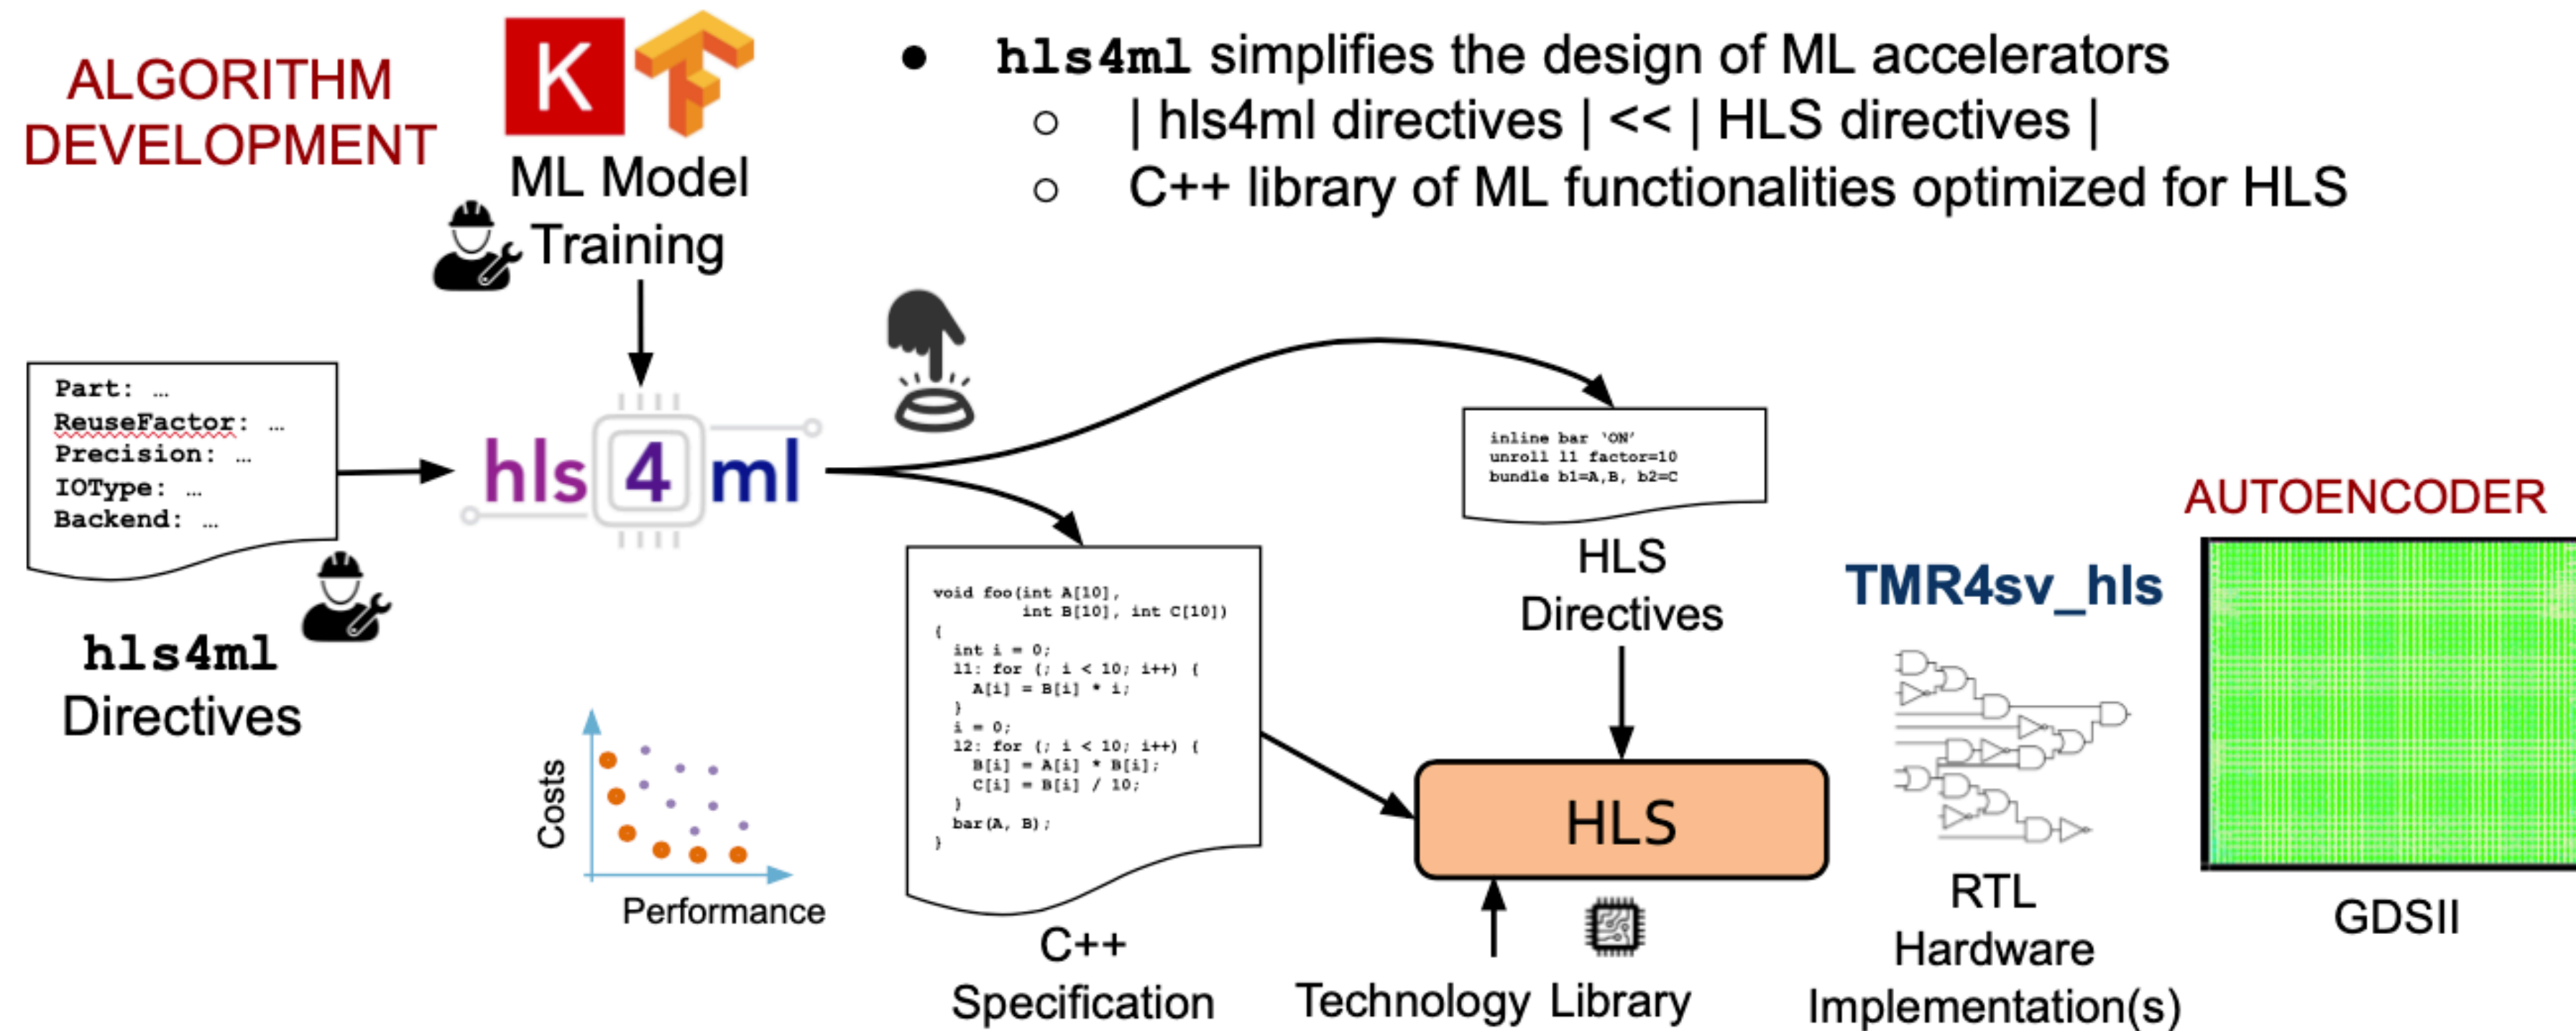 ALGORITHM
DEVELOPMENT
K
ML Model
Training
● hls4ml simplifies the design of ML accelerators
○ | hls4ml directives | << | HLS directives |
○ C++ library of ML functionalities optimized for HLS
Part: …
ReuseFactor: …
Precision: …
IOType: …
Backend: …
hls4ml
Directives
hls 4 ml
inline bar ‘ON’
unroll l1 factor=10
bundle b1=A,B, b2=C
HLS
Directives
void foo(int A[10],
int B[10], int C[10])
{
int i = 0;
l1: for (; i < 10; i++) {
A[i] = B[i] * i;
}
i = 0;
l2: for (; i < 10; i++) {
B[i] = A[i] * B[i];
C[i] = B[i] / 10;
}
bar(A, B);
}
C++
Specification
Costs
Performance
HLS
Technology Library
TMR4sv_hls
RTL
Hardware
Implementation(s)
AUTOENCODER
GDSII